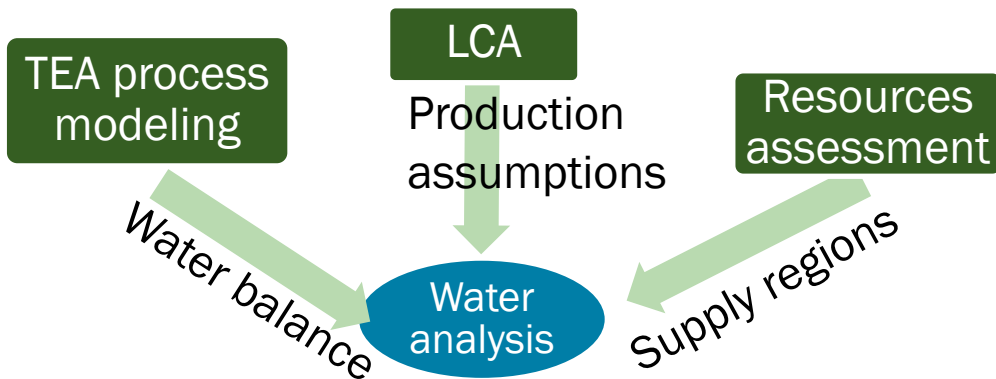 TEA process
modeling
LCA
Resources
assessment
Production
assumptions
Water balance
Supply regions
Water
analysis